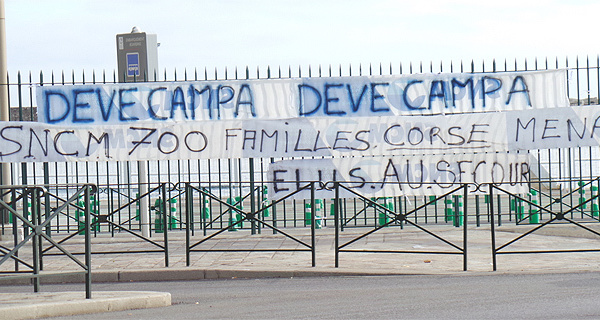 DEVE CAMPA DEVE CAMPA
SNCM 700 FAMILLES.CORSE MENA
ELUS.AU.SECOUR